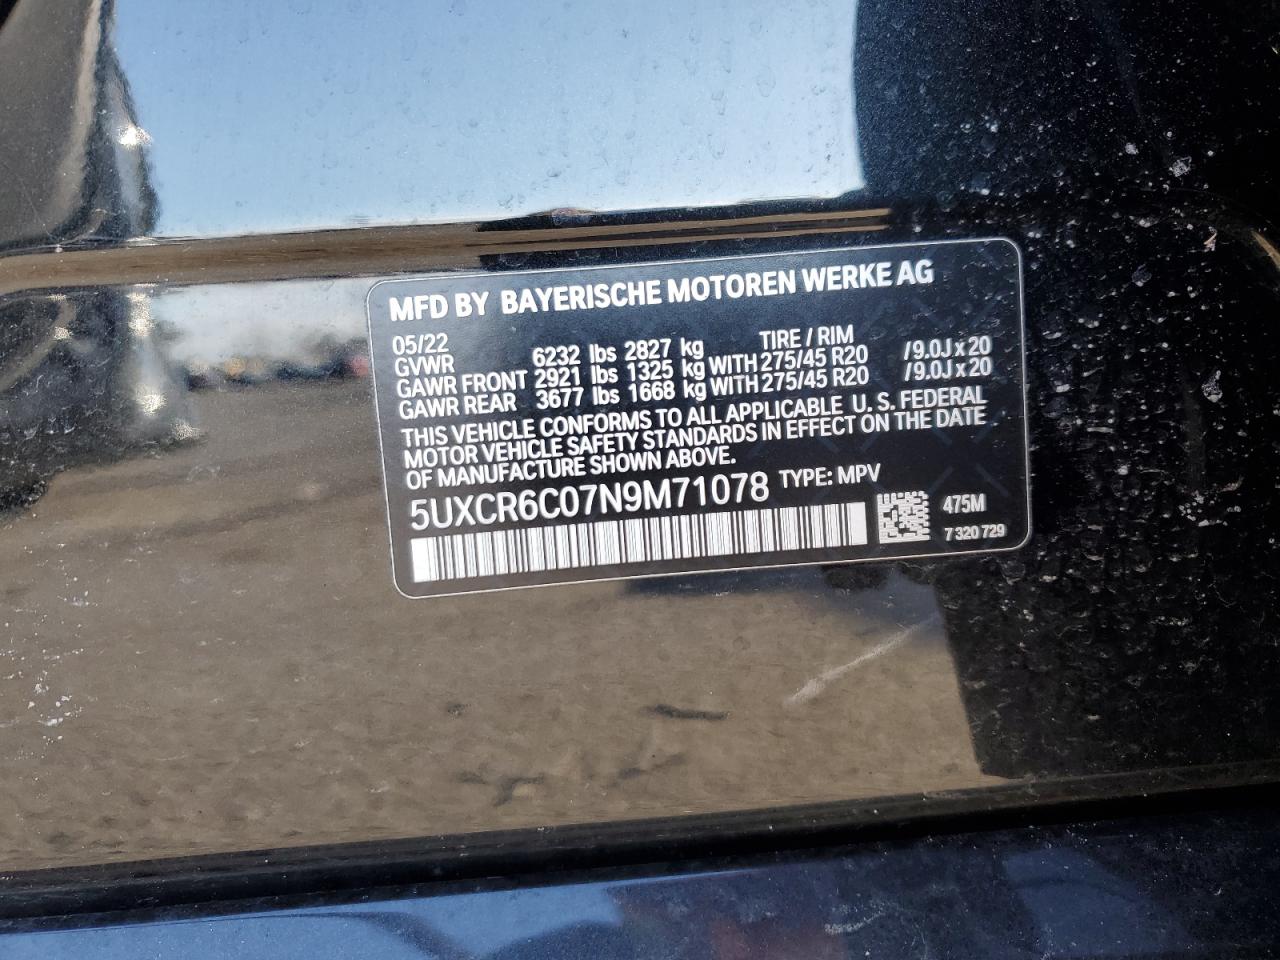 MFD BY BAYERISCHE MOTOREN WERKE AG
05/22 TIRE / RIM
GVWR 6232 lbs 2827 kg
GAWR FRONT 2921 lbs 1325 kg WITH 275/45 R20 /9.0J x 20
GAWR REAR 3677 lbs 1668 kg WITH 275/45 R20 /9.0J x 20
THIS VEHICLE CONFORMS TO ALL APPLICABLE U.S. FEDERAL
MOTOR VEHICLE SAFETY STANDARDS IN EFFECT ON THE DATE
OF MANUFACTURE SHOWN ABOVE.
5UXCR6C07N9M71078 TYPE: MPV
475M
7 320 729